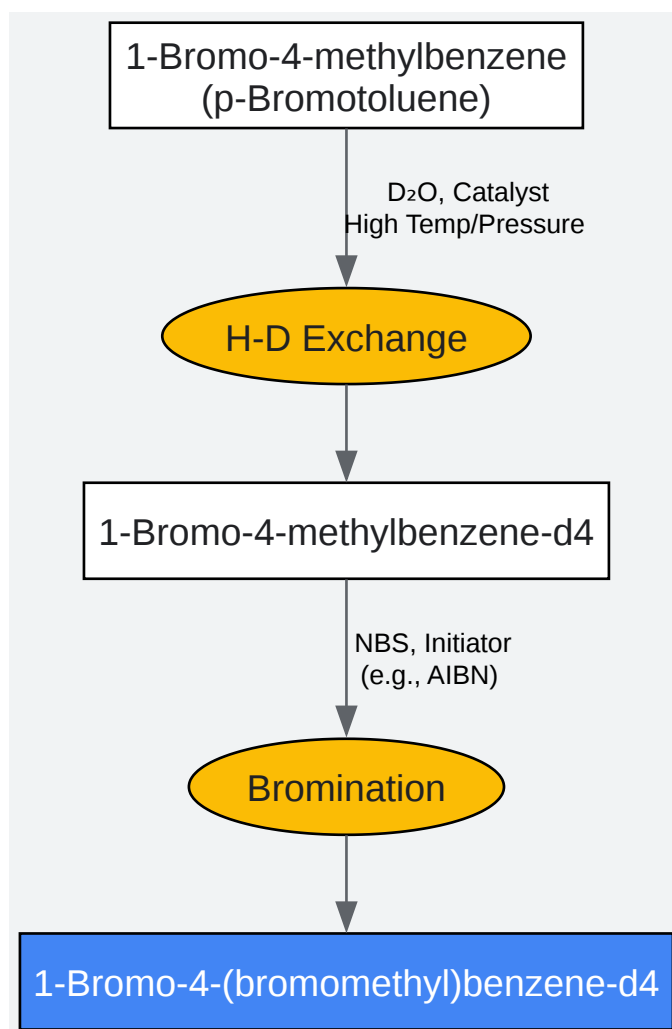 1-Bromo-4-methylbenzene
(p-Bromotoluene)
D₂O, Catalyst
High Temp/Pressure
H-D Exchange
1-Bromo-4-methylbenzene-d4
NBS, Initiator
(e.g., AIBN)
Bromination
1-Bromo-4-(bromomethyl)benzene-d4